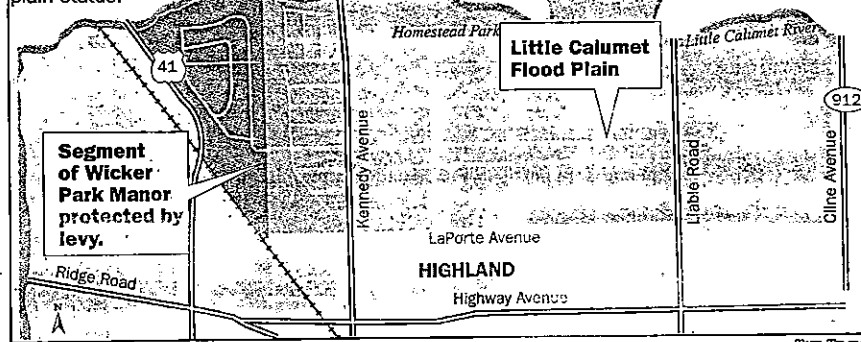 plain status.
Homestead Park
Little Calumet River
Little Calumet
Flood Plain
41
912
Segment
of Wicker
Park Manor
protected by
levy.
Kennedy Avenue
Liable Road
Cline Avenue
LaPorte Avenue
HIGHLAND
Ridge Road
Highway Avenue
N